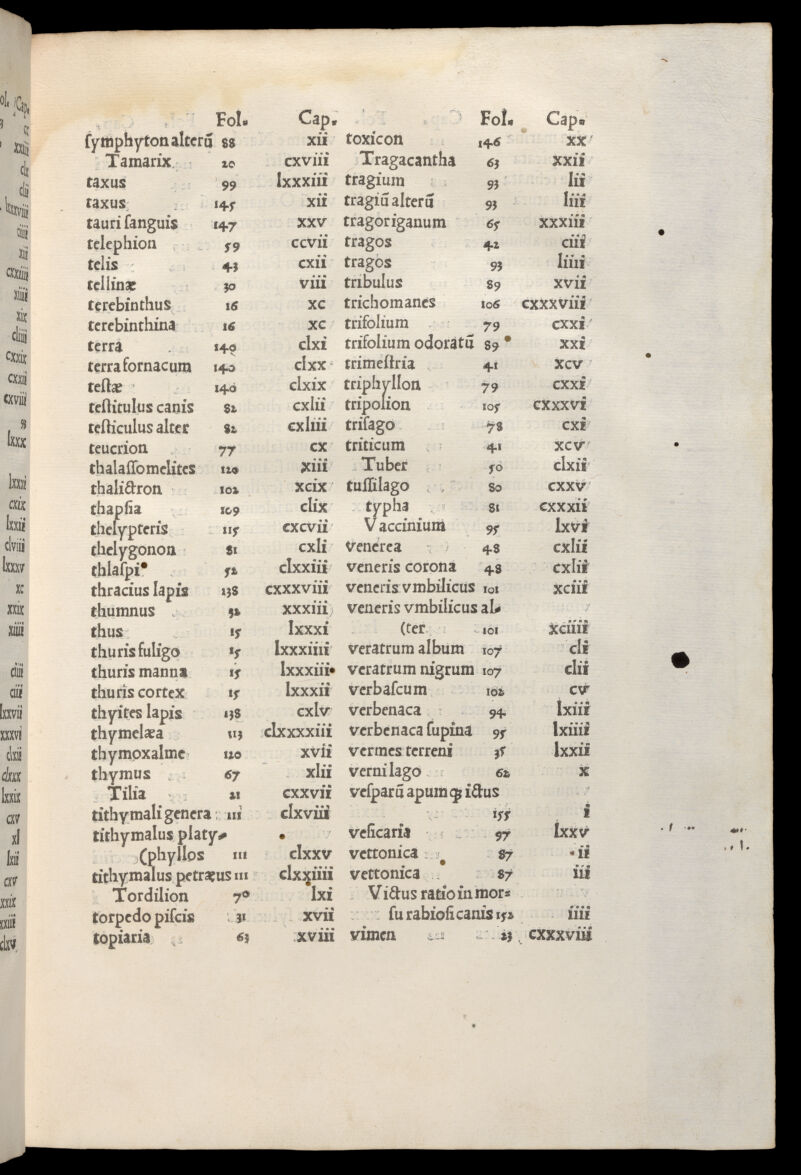 Fol. Cap.
ſymphyton alterū 88 xii
Tamarix 20 cxviii
taxus 99 lxxxiii
taxus 145 xii
tauri ſanguis 147 xxv
telephion 59 ccvii
telis 43 cxii
tellinæ 30 viii
terebinthus 16 xc
terebinthina 16 xc
terra 140 clxi
terra fornacum 140 clxx
teſtæ 140 clxix
teſtitulus canis 82 cxlii
teſticulus alter 82 cxliii
teucrion 77 cx
thalaſſomelites 120 xiii
thalictron 102 xcix
thapſia 109 clix
thelypteris 115 cxcvii
thelygonon 81 cxli
thlaſpi 52 clxxiii
thracius lapis 138 cxxxviii
thumnus 32 xxxiii
thus 15 lxxxi
thuris fuligo 15 lxxxiiii
thuris manna 15 lxxxiii
thuris cortex 15 lxxxii
thyites lapis 138 cxlv
thymelæa 113 clxxxxiii
thymoxalme 120 xvii
thymus 67 xlii
Tilia 21 cxxvii
tithymali genera 111 clxviii
tithymalus platy⸗
(phyllos 111 clxxv
tithymalus petræus 111 clxxiiii
Tordilion 70 lxi
torpedo piſcis 31 xvii
topiaria 63 xviii
Fol. Cap.
toxicon 146 xx
Tragacantha 63 xxii
tragium 93 lii
tragiū alterū 93 liii
tragoriganum 65 xxxiii
tragos 42 ciii
tragos 93 liiii
tribulus 89 xvii
trichomanes 106 cxxxviii
trifolium 79 cxxi
trifolium odoratū 89 xxi
trimeſtria 41 xcv
triphyllon 79 cxxi
tripolion 105 cxxxvi
triſago 78 cxi
triticum 41 xcv
Tuber 50 clxii
tuſſilago 80 cxxv
typha 81 cxxxii
Vaccinium 95 lxvi
venerea 48 cxlii
veneris corona 48 cxlii
veneris vmbilicus 101 xciii
veneris vmbilicus al⸗
(ter 101 xciiii
veratrum album 107 cli
veratrum nigrum 107 clii
verbaſcum 102 cv
verbenaca 94 lxiii
verbenaca ſupina 95 lxiiii
vermes terreni 35 lxxii
vernilago 62 x
veſparū apumꝙ ictus
155 i
veſicaria 97 lxxv
vettonica 87 ii
vettonica 87 iii
Victus ratio in mor⸗
ſu rabioſi canis 152 iiii
vimen 23 cxxxviii